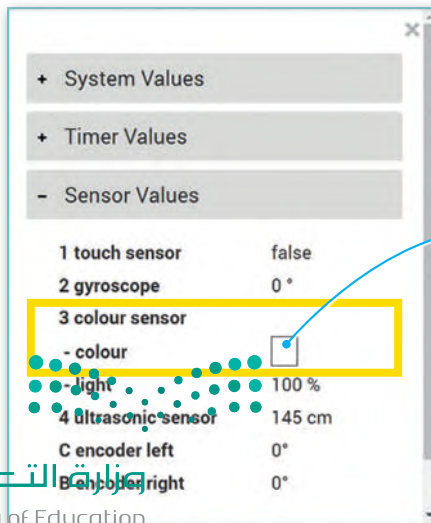 ×
+ System Values
+ Timer Values
- Sensor Values
1 touch sensor false
2 gyroscope 0 °
3 colour sensor
- colour
- light 100 %
4 ultrasonic sensor 145 cm
C encoder left 0°
B encoder right 0°
وزارة
of Education